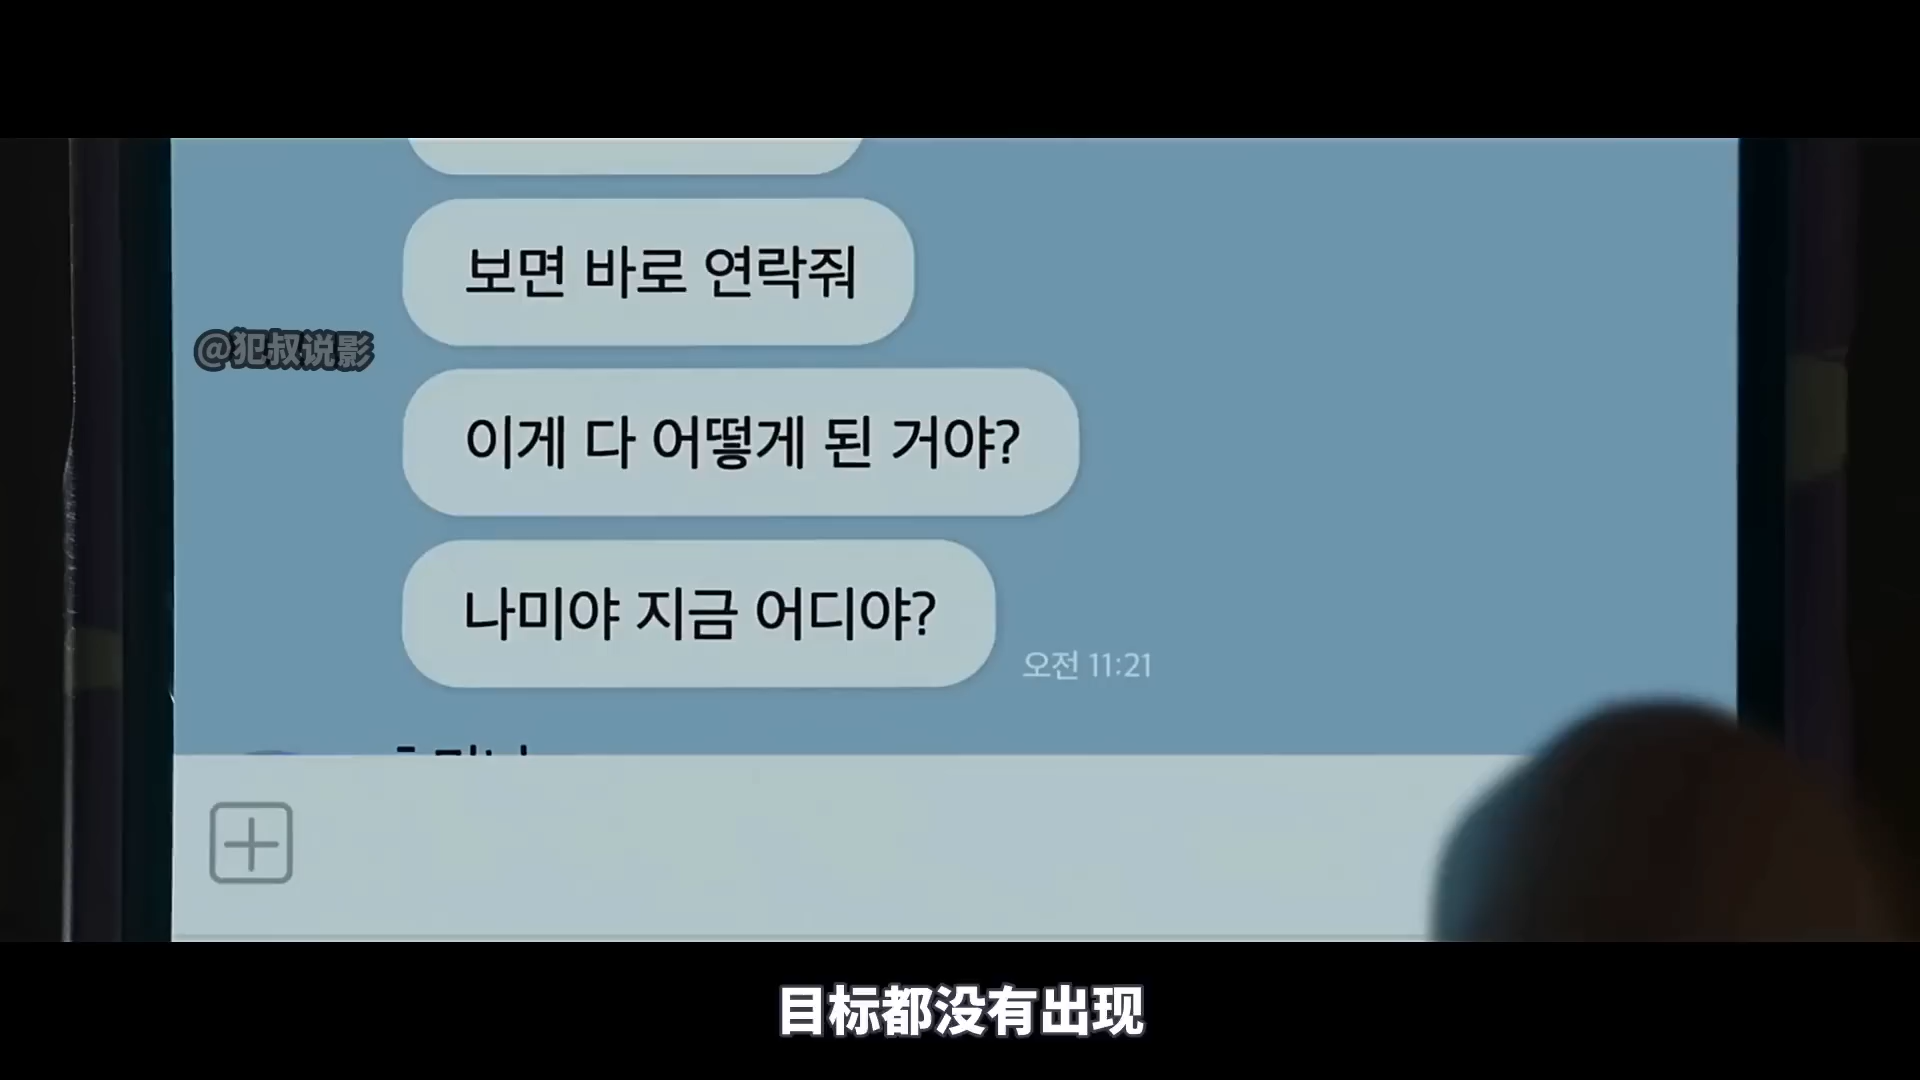 보면 바로 연락줘
@犯叔说影
이게 다 어떻게 된 거야?
나미야 지금 어디야?
오전 11:21
目标都没有出现